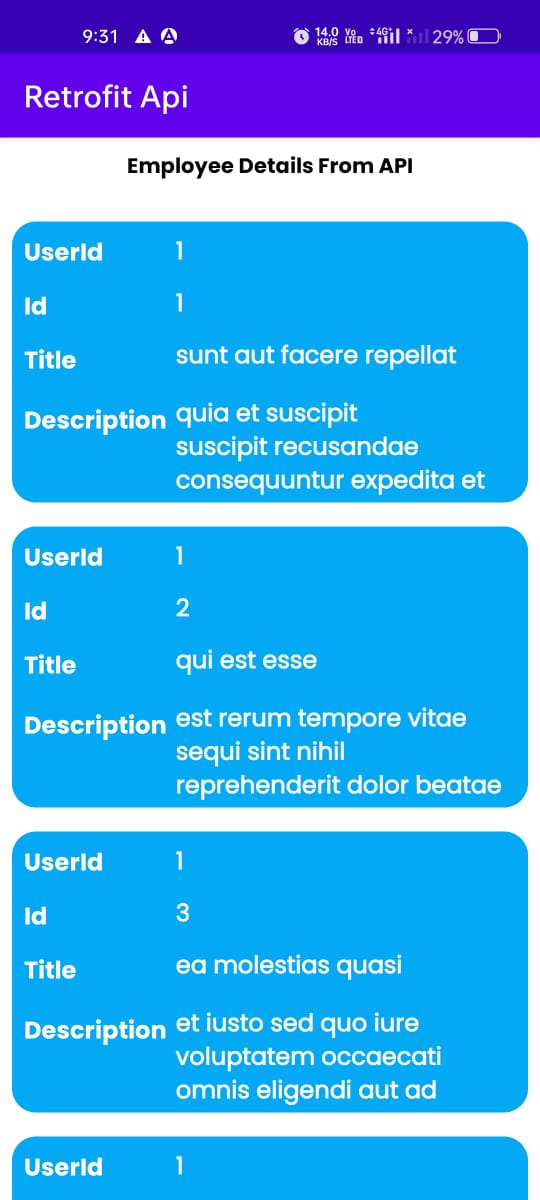 9:31 14.0 KB/S Vo LTED 4G+ 29%
Retrofit Api
Employee Details From API
UserId 1
Id 1
Title sunt aut facere repellat
Description quia et suscipit
suscipit recusandae
consequuntur expedita et
UserId 1
Id 2
Title qui est esse
Description est rerum tempore vitae
sequi sint nihil
reprehenderit dolor beatae
UserId 1
Id 3
Title ea molestias quasi
Description et iusto sed quo iure
voluptatem occaecati
omnis eligendi aut ad
UserId 1